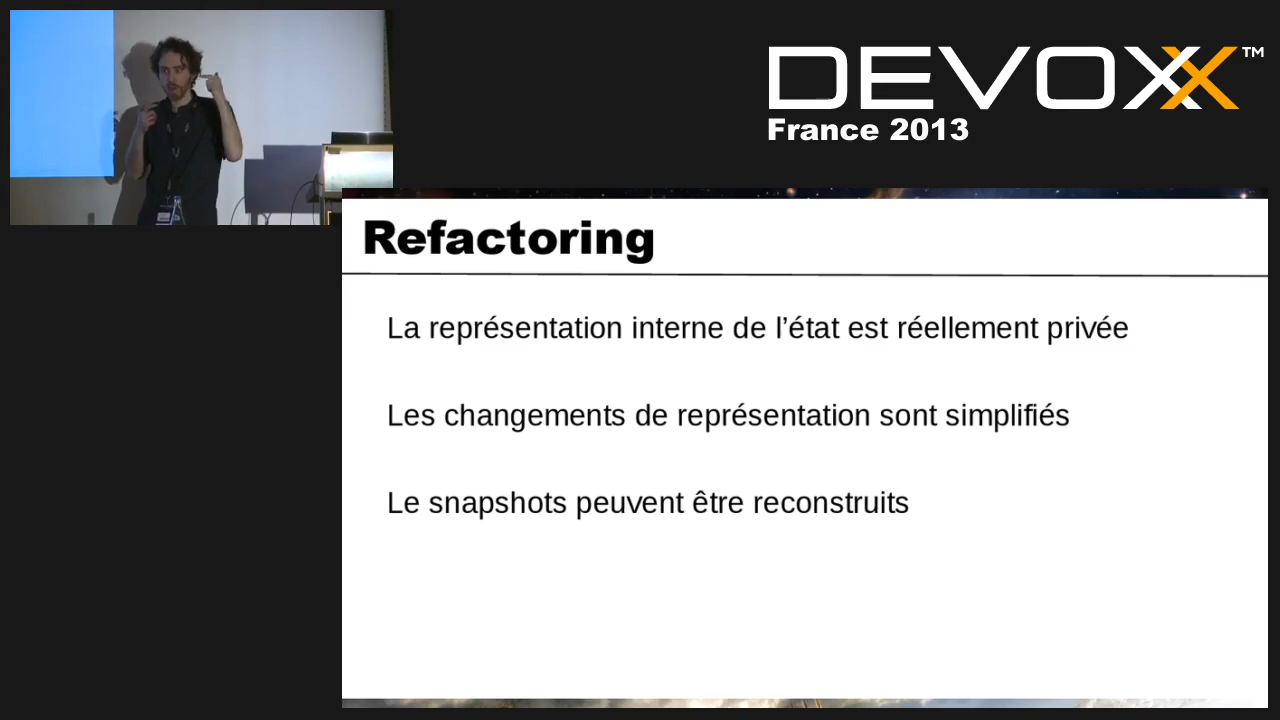 DEVOXX™
France 2013
Refactoring
La représentation interne de l’état est réellement privée
Les changements de représentation sont simplifiés
Le snapshots peuvent être reconstruits